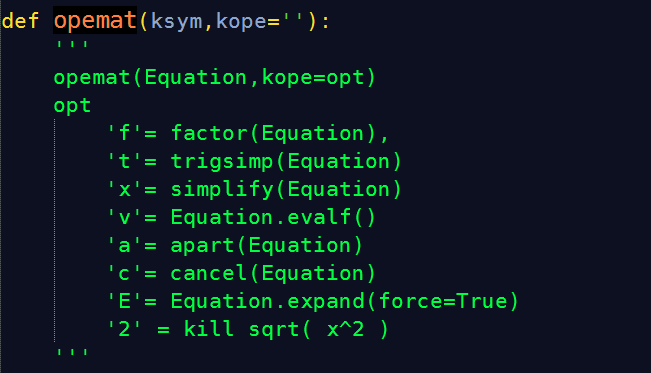 def opemat(ksym,kope=''):
'''
opemat(Equation,kope=opt)
opt
'f'= factor(Equation),
't'= trigsimp(Equation)
'x'= simplify(Equation)
'v'= Equation.evalf()
'a'= apart(Equation)
'c'= cancel(Equation)
'E'= Equation.expand(force=True)
'2' = kill sqrt( x^2 )
'''